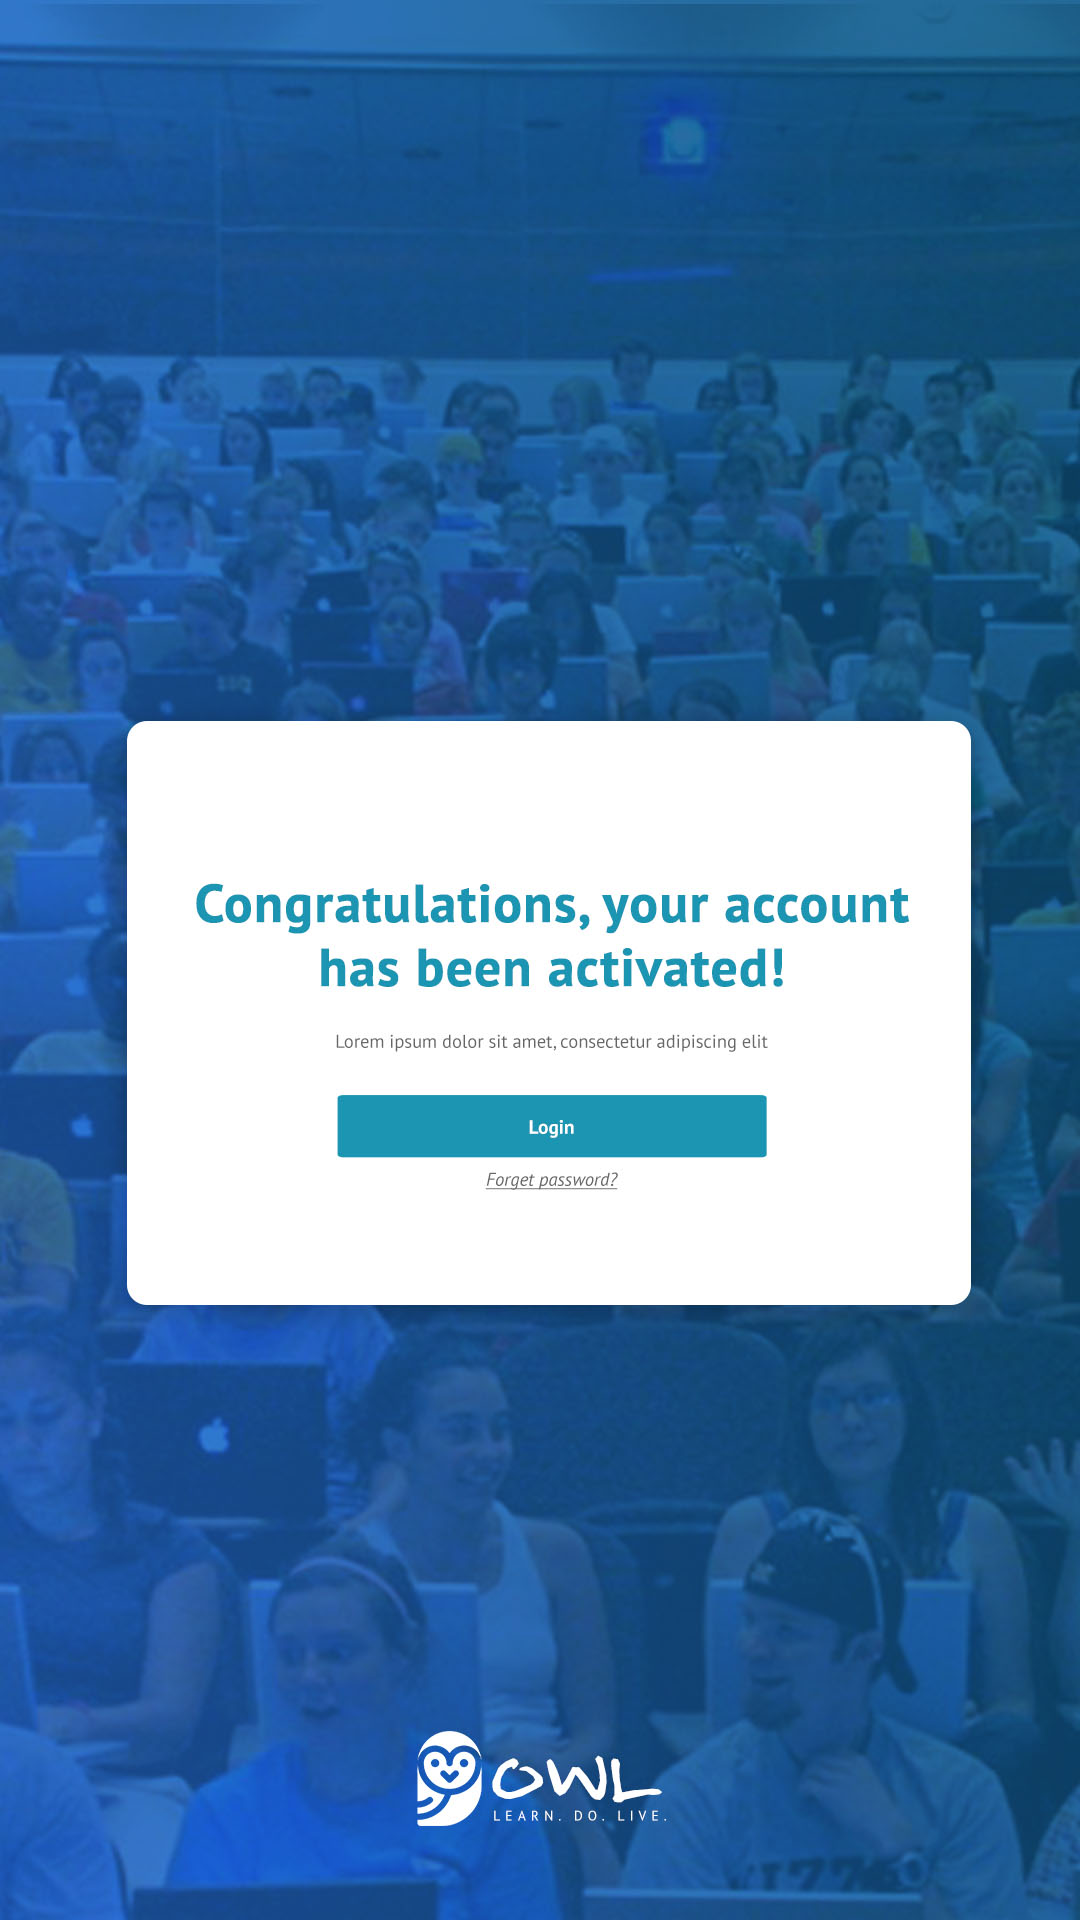 Congratulations, your account
has been activated!
Lorem ipsum dolor sit amet, consectetur adipiscing elit
Login
Forget password?
OWL
LEARN. DO. LIVE.